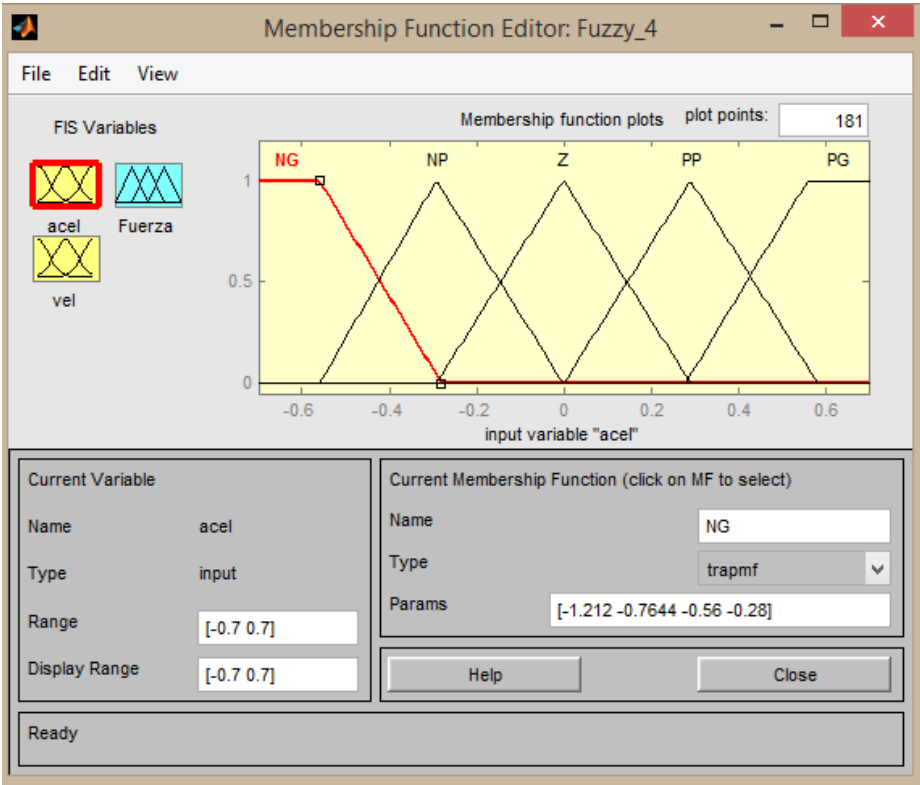 Membership Function Editor: Fuzzy_4
File Edit View
FIS Variables
Membership function plots plot points: 181
acel Fuerza
vel
NG NP Z PP PG
1
0.5
0
-0.6 -0.4 -0.2 0 0.2 0.4 0.6
input variable "acel"
Current Variable
Name acel
Type input
Range [-0.7 0.7]
Display Range [-0.7 0.7]
Current Membership Function (click on MF to select)
Name NG
Type trapmf
Params [-1.212 -0.7644 -0.56 -0.28]
Help Close
Ready